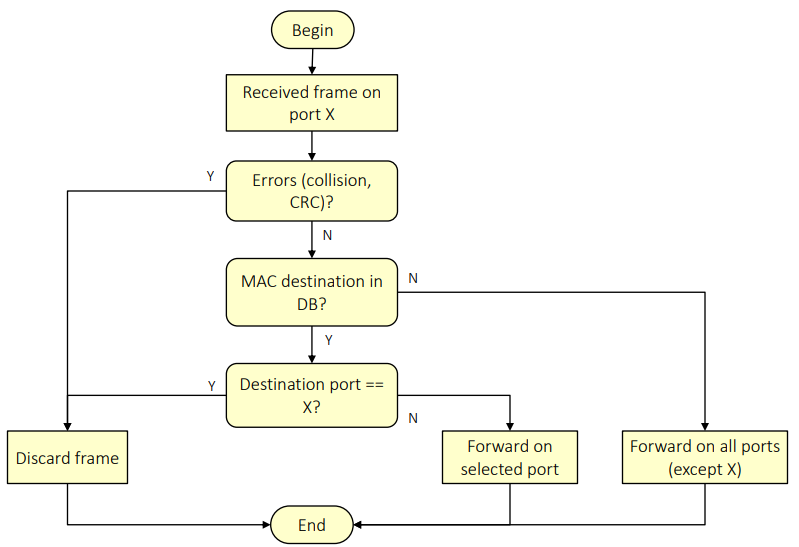 Begin
Received frame on
port X
Y
Errors (collision,
CRC)?
N
MAC destination in
DB?
N
Y
Y
Destination port ==
X?
N
Discard frame
Forward on
selected port
Forward on all ports
(except X)
End